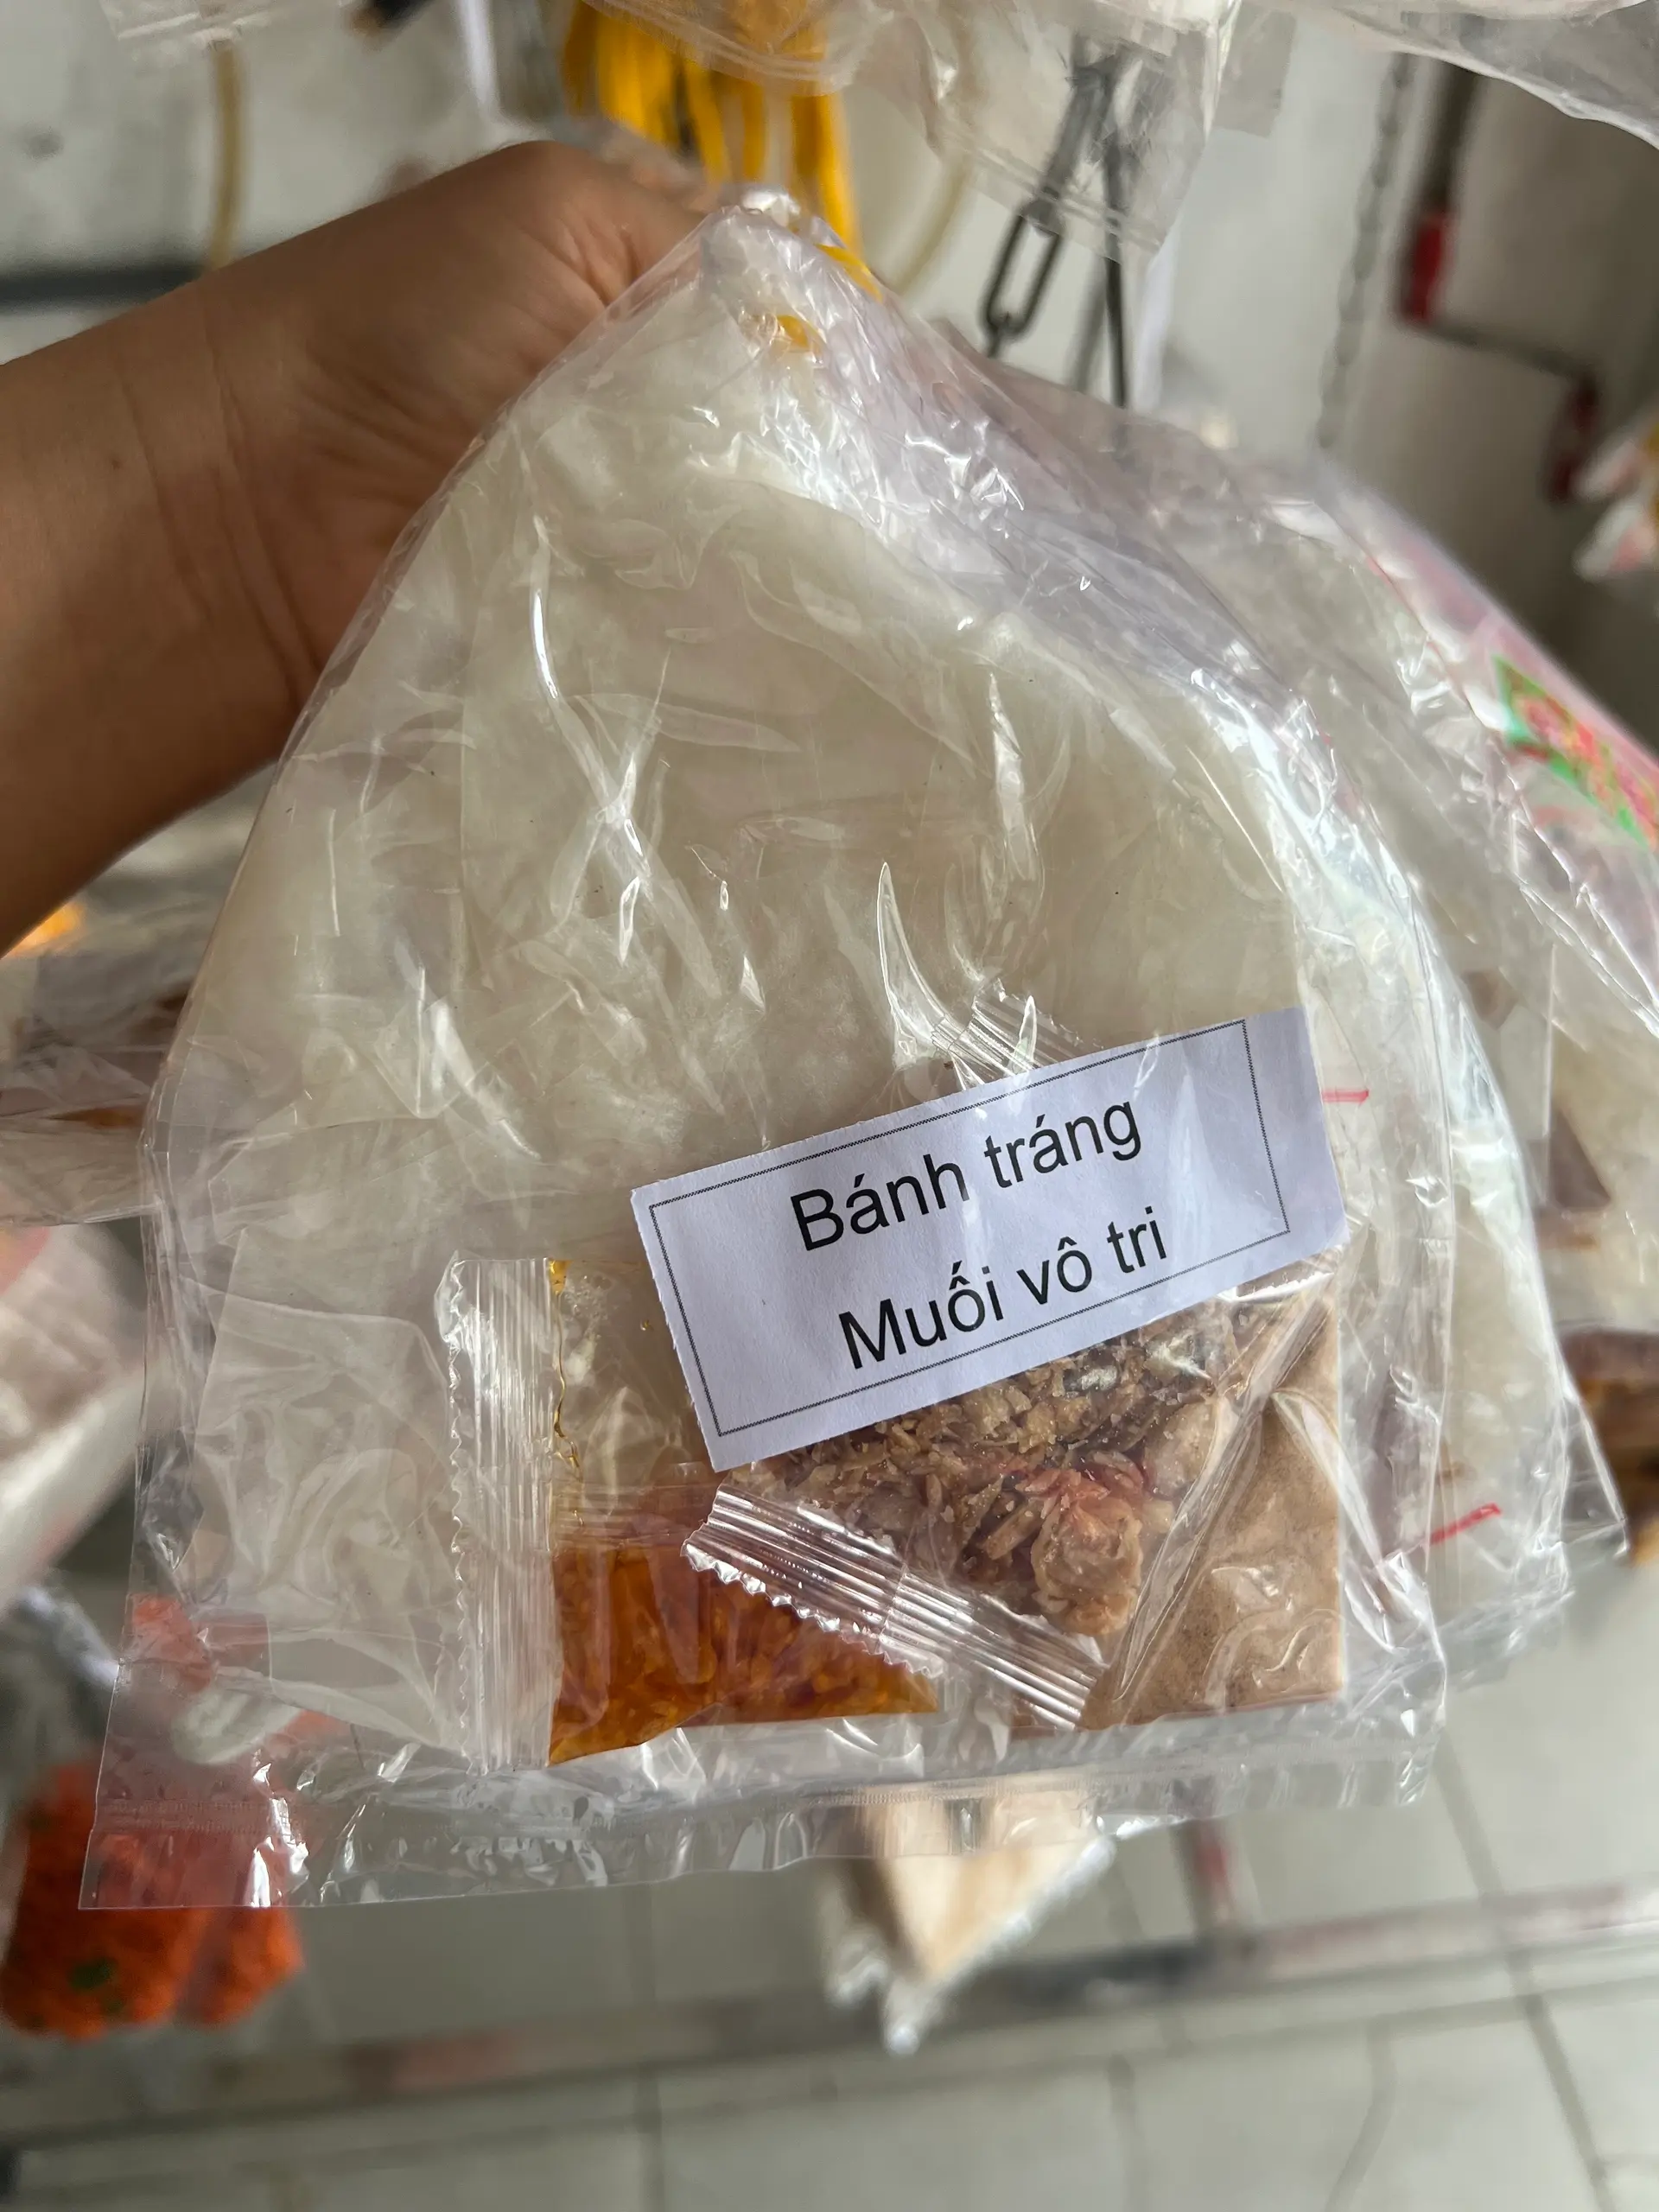 Bánh tráng
Muối vô tri